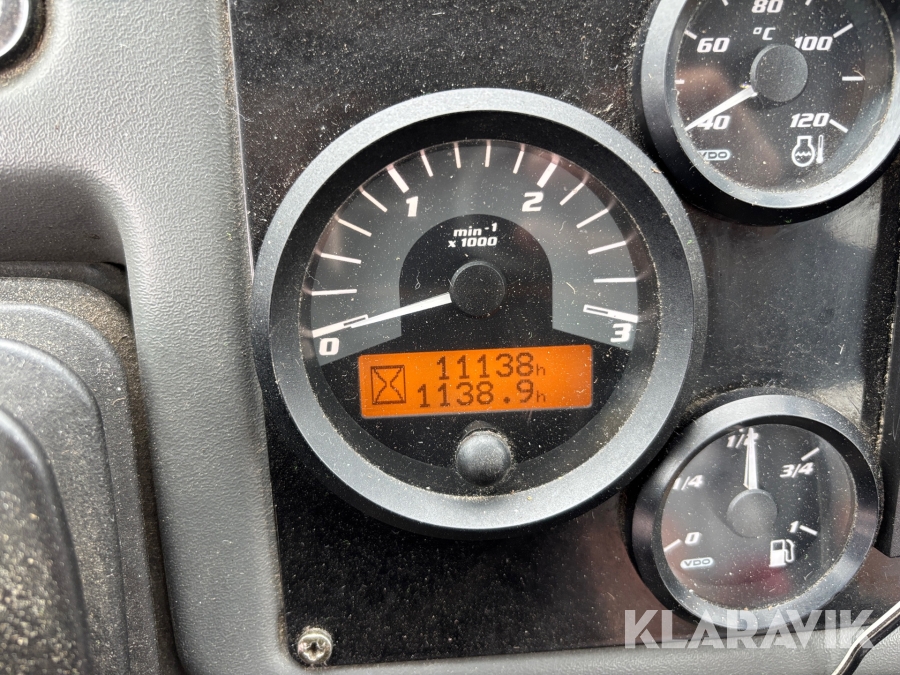 80
60 °C 100
40 120
VDO
1 2
min-1
x 1000
0 3
11138h
1138.9h
1/2
1/4 3/4
0 1
VDO
KLARAVIK